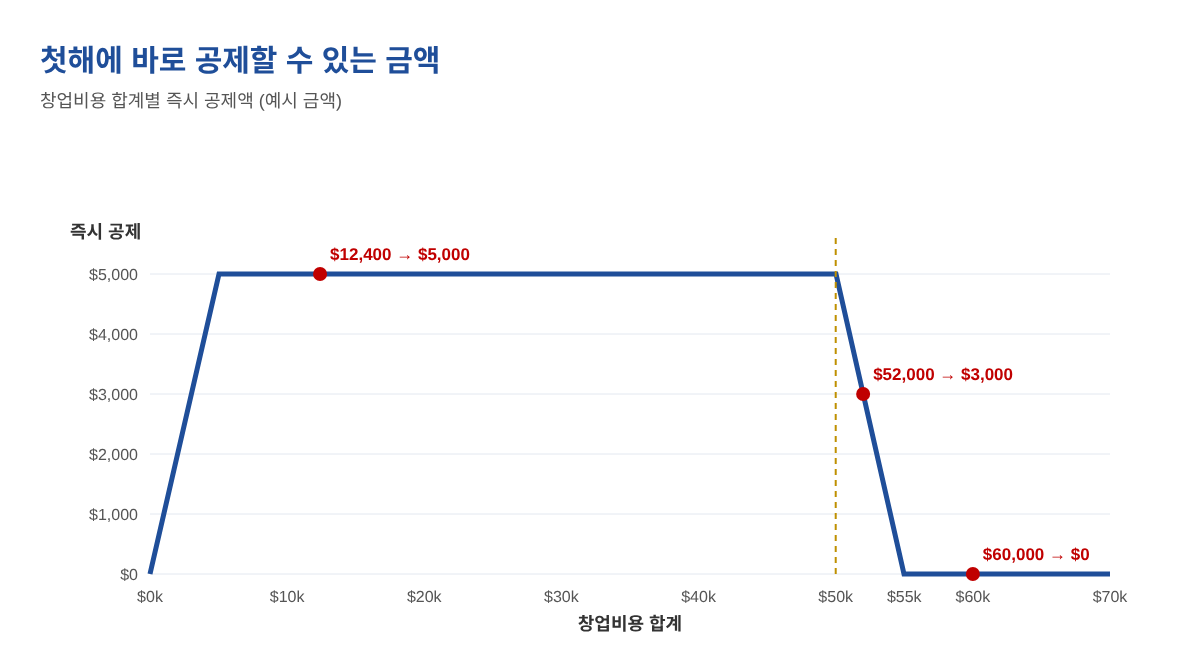 첫해에 바로 공제할 수 있는 금액
창업비용 합계별 즉시 공제액 (예시 금액)
즉시 공제
$12,400 → $5,000
$5,000
$4,000
$52,000 → $3,000
$3,000
$2,000
$1,000
$60,000 → $0
$0
$0k $10k $20k $30k $40k $50k $55k $60k $70k
창업비용 합계